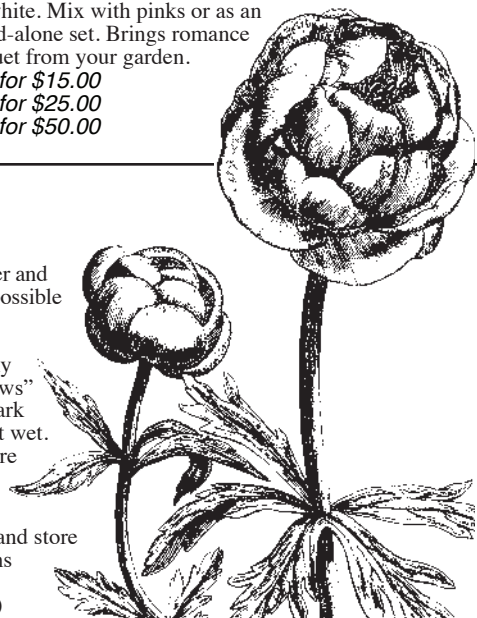 white. Mix with pinks or as an
d-alone set. Brings romance
uet from your garden.
for $15.00
for $25.00
for $50.00
er and
ossible
y
ws”
ark
t wet.
re
and store
ns
)